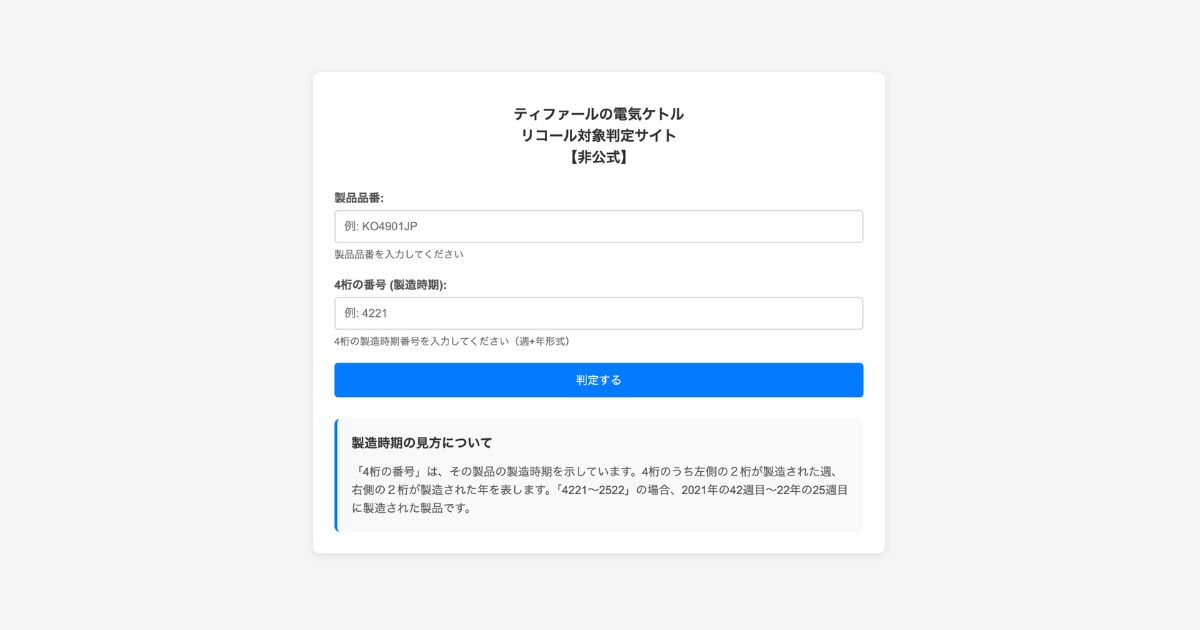 ティファールの電気ケトル
リコール対象判定サイト
【非公式】
製品品番:
例: KO4901JP
製品品番を入力してください
4桁の番号 (製造時期):
例: 4221
4桁の製造時期番号を入力してください（週+年形式）
判定する
製造時期の見方について
「4桁の番号」は、その製品の製造時期を示しています。4桁のうち左側の２桁が製造された週、
右側の２桁が製造された年を表します。「4221〜2522」の場合、2021年の42週目〜22年の25週目
に製造された製品です。